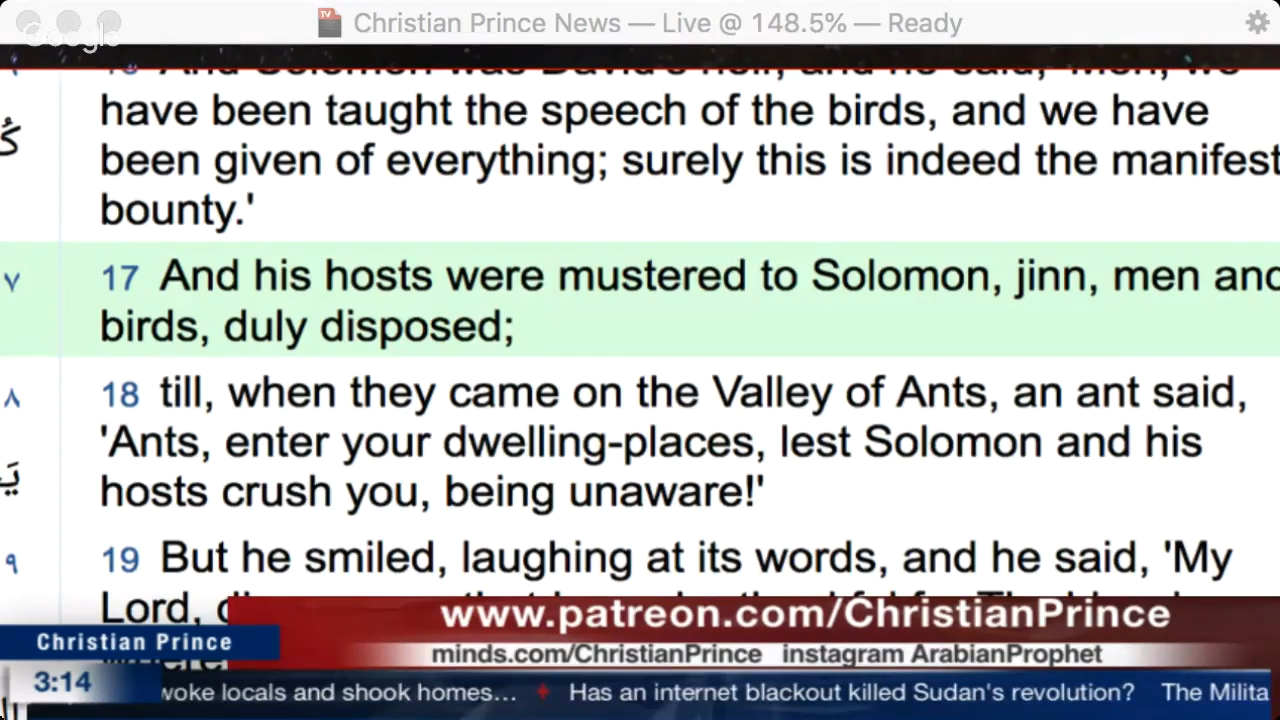 Christian Prince News — Live @ 148.5% — Ready
Google
have been taught the speech of the birds, and we have
been given of everything; surely this is indeed the manifest
bounty.'
٧
17 And his hosts were mustered to Solomon, jinn, men and
birds, duly disposed;
٨
18 till, when they came on the Valley of Ants, an ant said,
'Ants, enter your dwelling-places, lest Solomon and his
hosts crush you, being unaware!'
٩
19 But he smiled, laughing at its words, and he said, 'My
Lord,
www.patreon.com/ChristianPrince
Christian Prince
minds.com/ChristianPrince instagram ArabianProphet
3:14
woke locals and shook homes... Has an internet blackout killed Sudan's revolution? The Milita